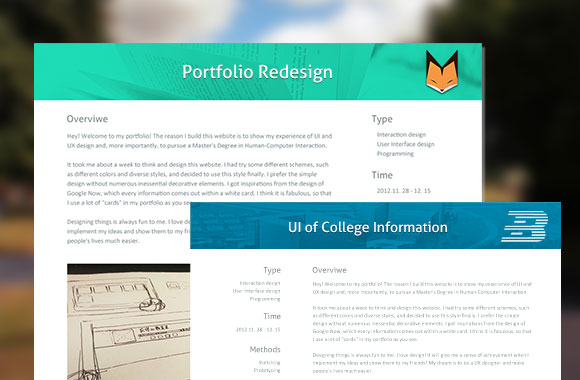 Portfolio Redesign
Overviwe
Hey! Welcome to my portfolio! The reason I build this website is to show my experience of UI and
UX design and, more importantly, to pursue a Master's Degree in Human-Computer Interaction.
It took me about a week to think and design this website. I had try some different schemes, such
as different colors and diverse styles, and decided to use this style finally. I prefer the simple
design without numerous inessential decorative elements. I got inspirations from the design of
Google Now, which every information comes out within a white card. I think it is fabulous, so that
I use a lot of "cards" in my portfolio as you see
Designing things is always fun to me. I love de
implement my ideas and show them to my fri
people's lives much easier.
Type
Interaction design
User Interface design
Programming
Time
2012. 11. 28 - 12. 15
UI of College Information
Type
Interaction design
User Interface design
Programming
Time
2012. 11. 28 - 12. 15
Methods
Sketching
Prototyping
Overviwe
Hey! Welcome to my portfolio! The reason I build this website is to show my experience of UI and
UX design and, more importantly, to pursue a Master's Degree in Human-Computer Interaction.
It took me about a week to think and design this website. I had try some different schemes, such
as different colors and diverse styles, and decided to use this style finally. I prefer the simple
design without numerous inessential decorative elements. I got inspirations from the design of
Google Now, which every information comes out within a white card. I think it is fabulous, so that
I use a lot of "cards" in my portfolio as you see.
Designing things is always fun to me. I love design! It will give me a sense of achievement when I
implement my ideas and show them to my friends! My dream is to be a UX designer and make
people's lives much easier.